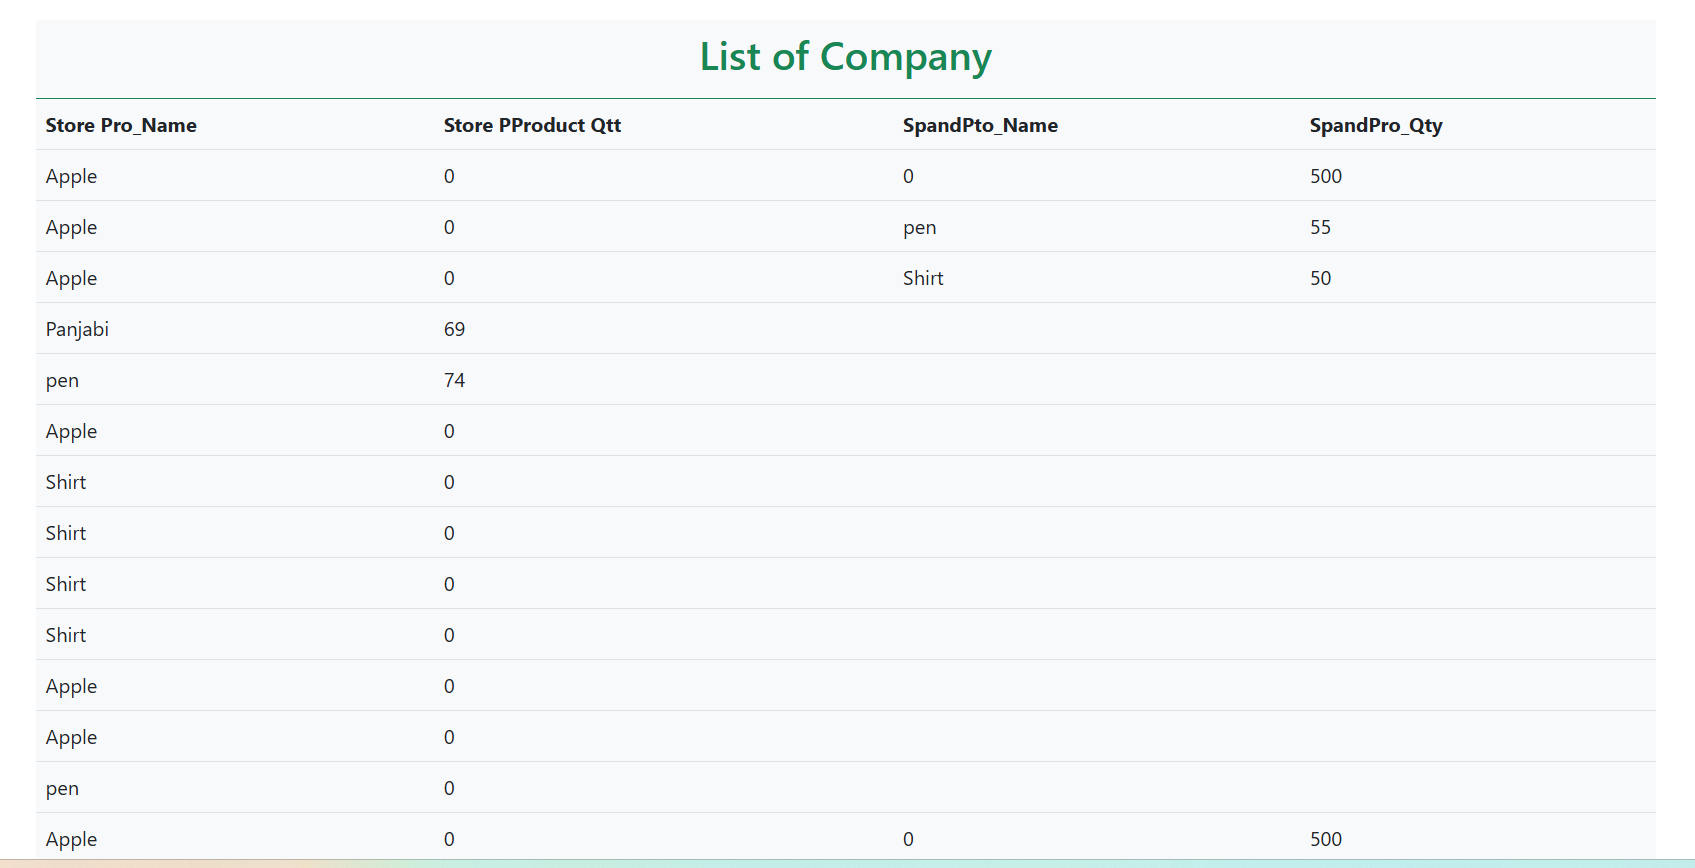 List of Company
Store Pro_Name Store PProduct Qtt SpandPto_Name SpandPro_Qty
Apple 0 0 500
Apple 0 pen 55
Apple 0 Shirt 50
Panjabi 69
pen 74
Apple 0
Shirt 0
Shirt 0
Shirt 0
Shirt 0
Apple 0
Apple 0
pen 0
Apple 0 0 500